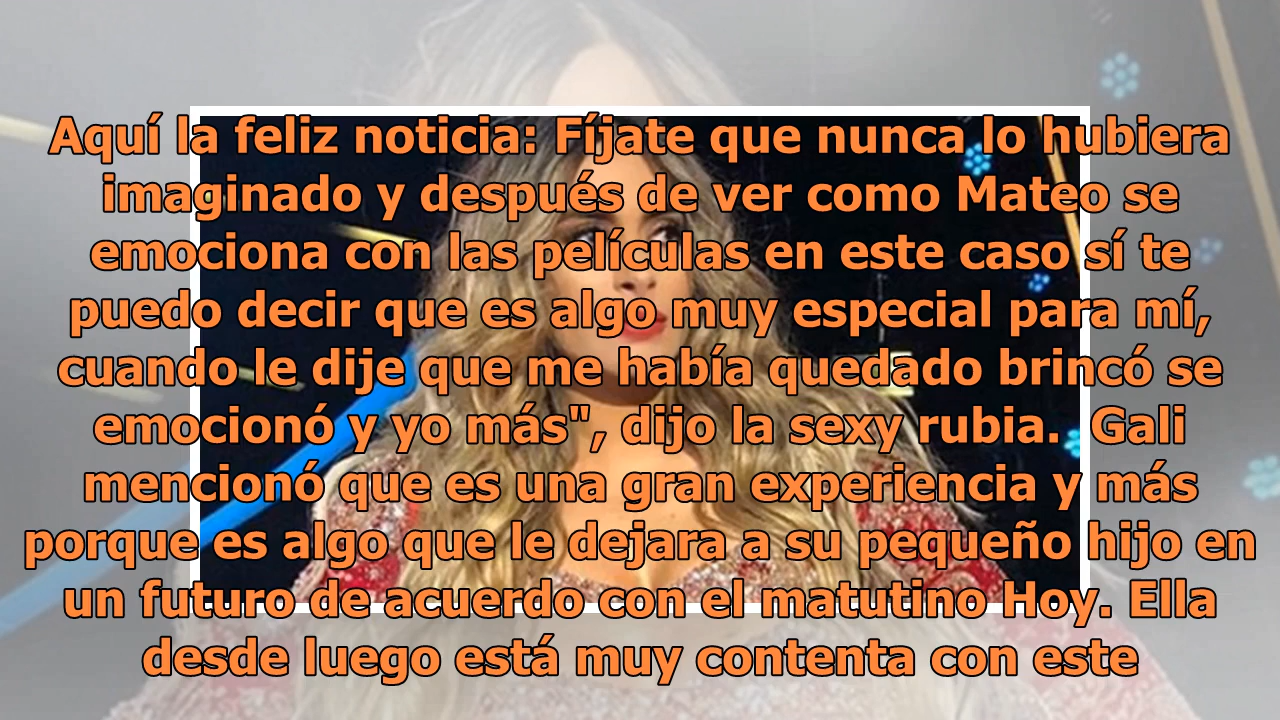 Aquí la feliz noticia: Fíjate que nunca lo hubiera
imaginado y después de ver como Mateo se
emociona con las películas en este caso sí te
puedo decir que es algo muy especial para mí,
cuando le dije que me había quedado brincó se
emocionó y yo más", dijo la sexy rubia.  Gali
mencionó que es una gran experiencia y más
porque es algo que le dejara a su pequeño hijo en
un futuro de acuerdo con el matutino Hoy. Ella
desde luego está muy contenta con este